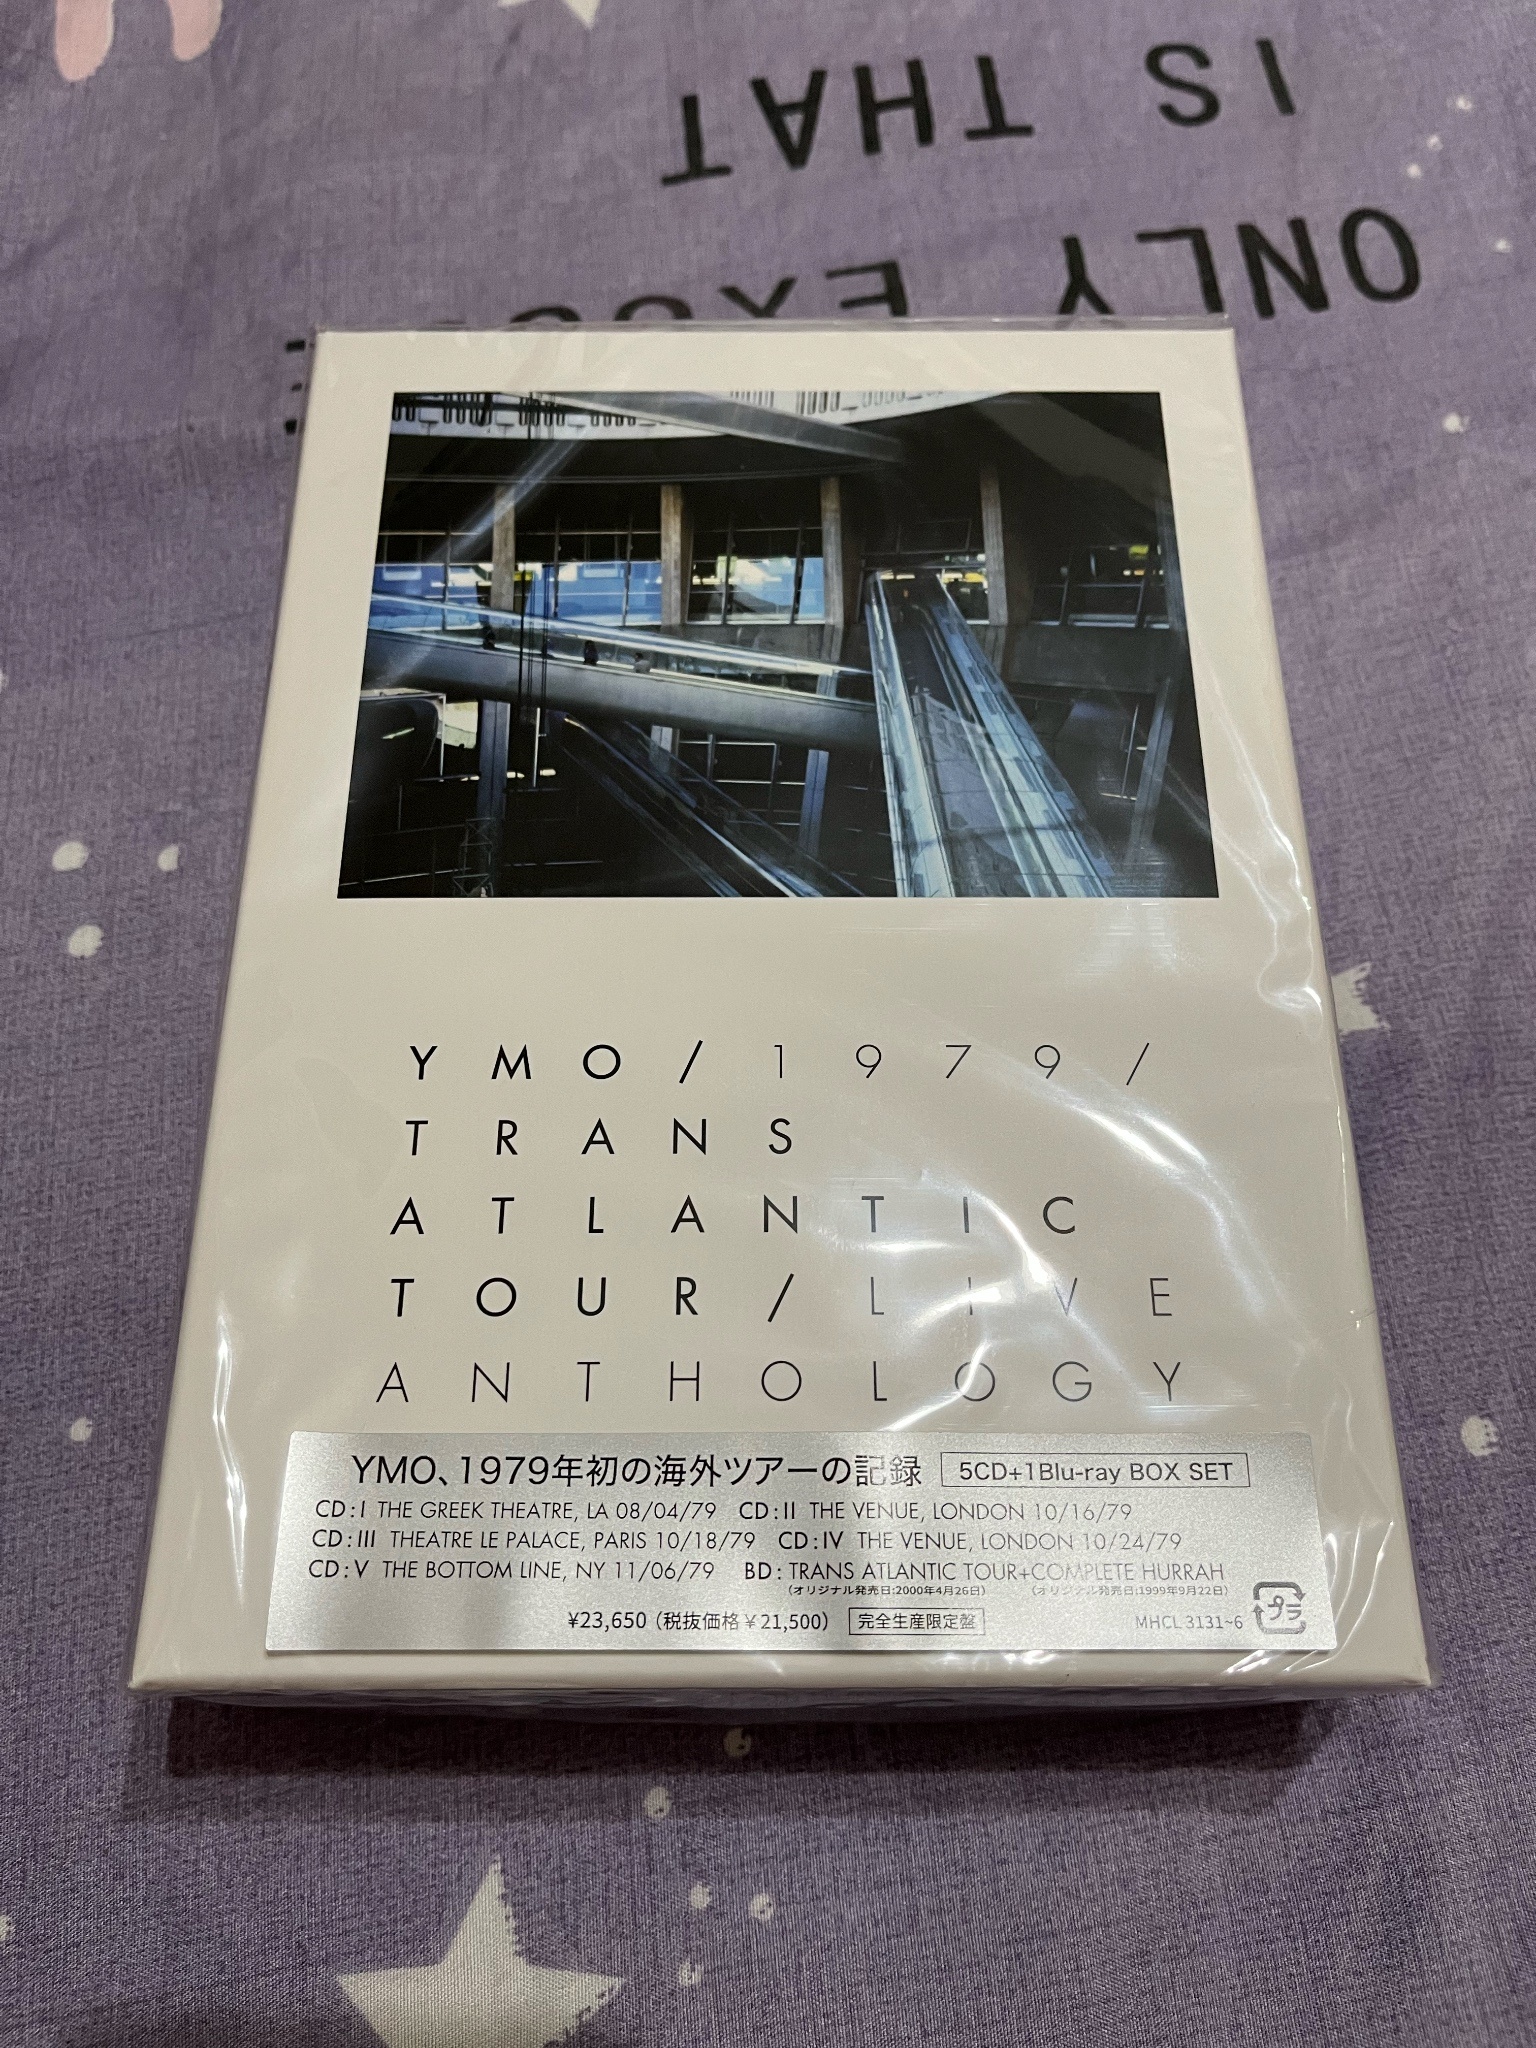 IS THAT
ONLY
YMO/1979/
TRANS
ATLANTIC
TOUR/LIVE
ANTHOLOGY
YMO、1979年初の海外ツアーの記録 5CD+1Blu-ray BOX SET
CD:I THE GREEK THEATRE, LA 08/04/79 CD:II THE VENUE, LONDON 10/16/79
CD:III THEATRE LE PALACE, PARIS 10/18/79 CD:IV THE VENUE, LONDON 10/24/79
CD:V THE BOTTOM LINE, NY 11/06/79 BD: TRANS ATLANTIC TOUR+COMPLETE HURRAH
(オリジナル発売日:2000年4月26日) (オリジナル発売日:1999年9月22日)
¥23,650 (税抜価格¥21,500) 完全生産限定盤 MHCL 3131~6 プラ